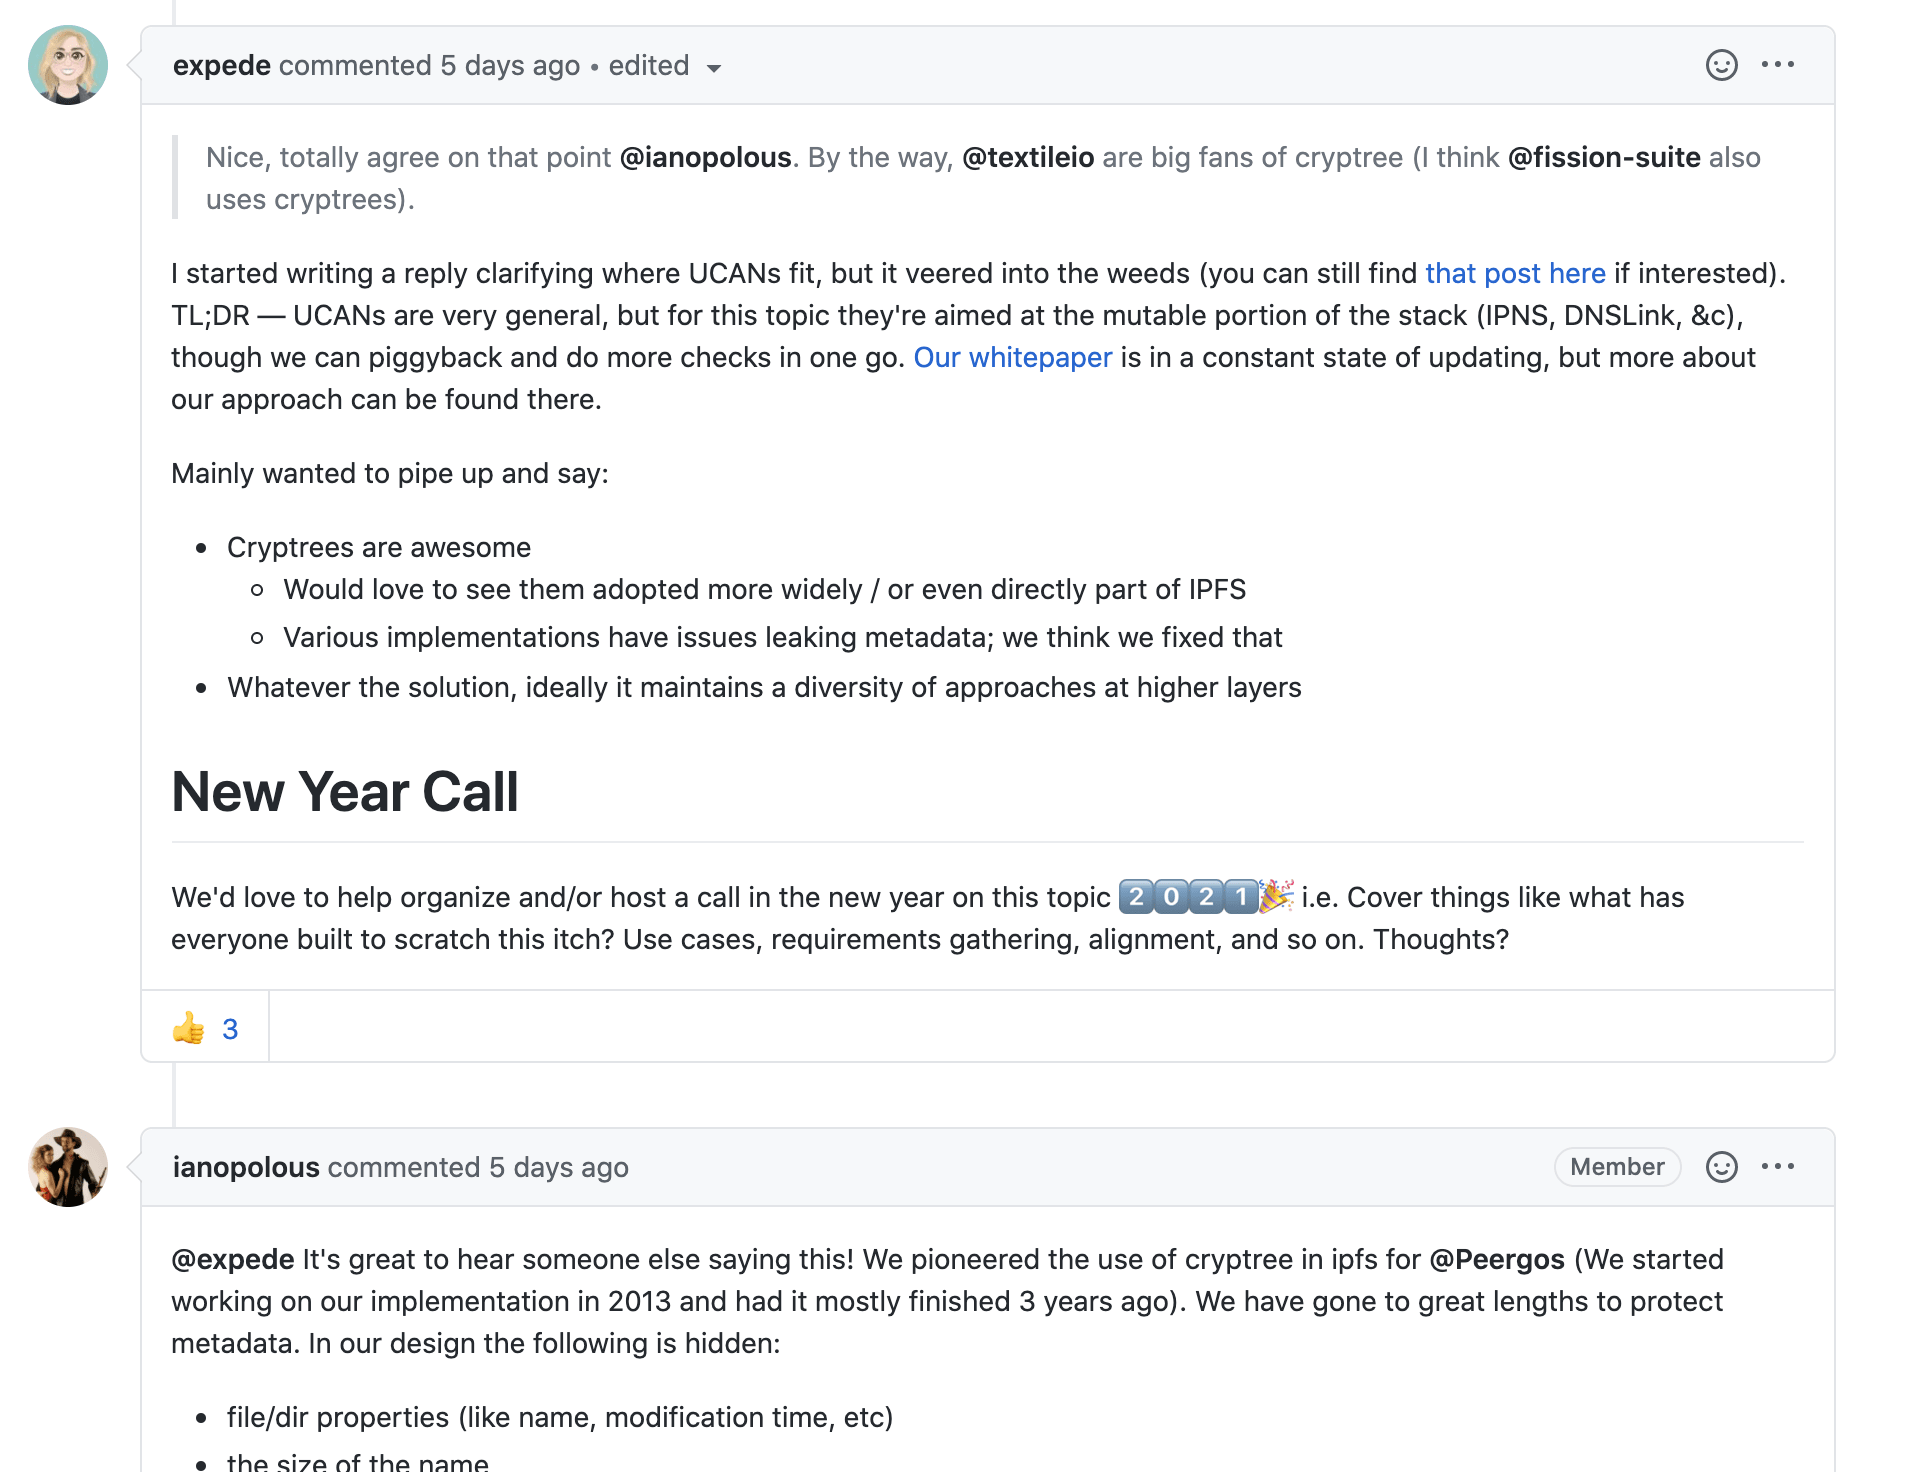 expede commented 5 days ago • edited
Nice, totally agree on that point @ianopolous. By the way, @textileio are big fans of cryptree (I think @fission-suite also
uses cryptrees).
I started writing a reply clarifying where UCANs fit, but it veered into the weeds (you can still find that post here if interested).
TL;DR — UCANs are very general, but for this topic they're aimed at the mutable portion of the stack (IPNS, DNSLink, &c),
though we can piggyback and do more checks in one go. Our whitepaper is in a constant state of updating, but more about
our approach can be found there.
Mainly wanted to pipe up and say:
• Cryptrees are awesome
◦ Would love to see them adopted more widely / or even directly part of IPFS
◦ Various implementations have issues leaking metadata; we think we fixed that
• Whatever the solution, ideally it maintains a diversity of approaches at higher layers
New Year Call
We'd love to help organize and/or host a call in the new year on this topic 2️⃣0️⃣2️⃣1️⃣🎉 i.e. Cover things like what has
everyone built to scratch this itch? Use cases, requirements gathering, alignment, and so on. Thoughts?
👍 3
ianopolous commented 5 days ago Member
@expede It's great to hear someone else saying this! We pioneered the use of cryptree in ipfs for @Peergos (We started
working on our implementation in 2013 and had it mostly finished 3 years ago). We have gone to great lengths to protect
metadata. In our design the following is hidden:
• file/dir properties (like name, modification time, etc)
• the size of the name